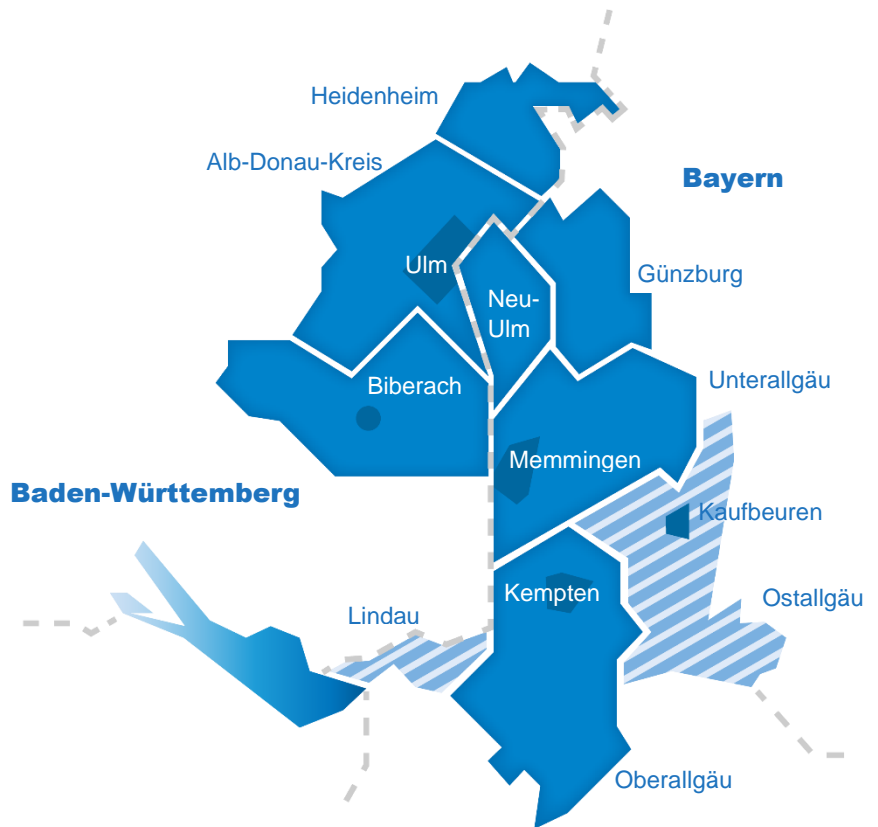 Heidenheim
Alb-Donau-Kreis
Bayern
Ulm
Günzburg
Neu-
Ulm
Biberach
Unterallgäu
Memmingen
Baden-Württemberg
Kaufbeuren
Kempten
Ostallgäu
Lindau
Oberallgäu